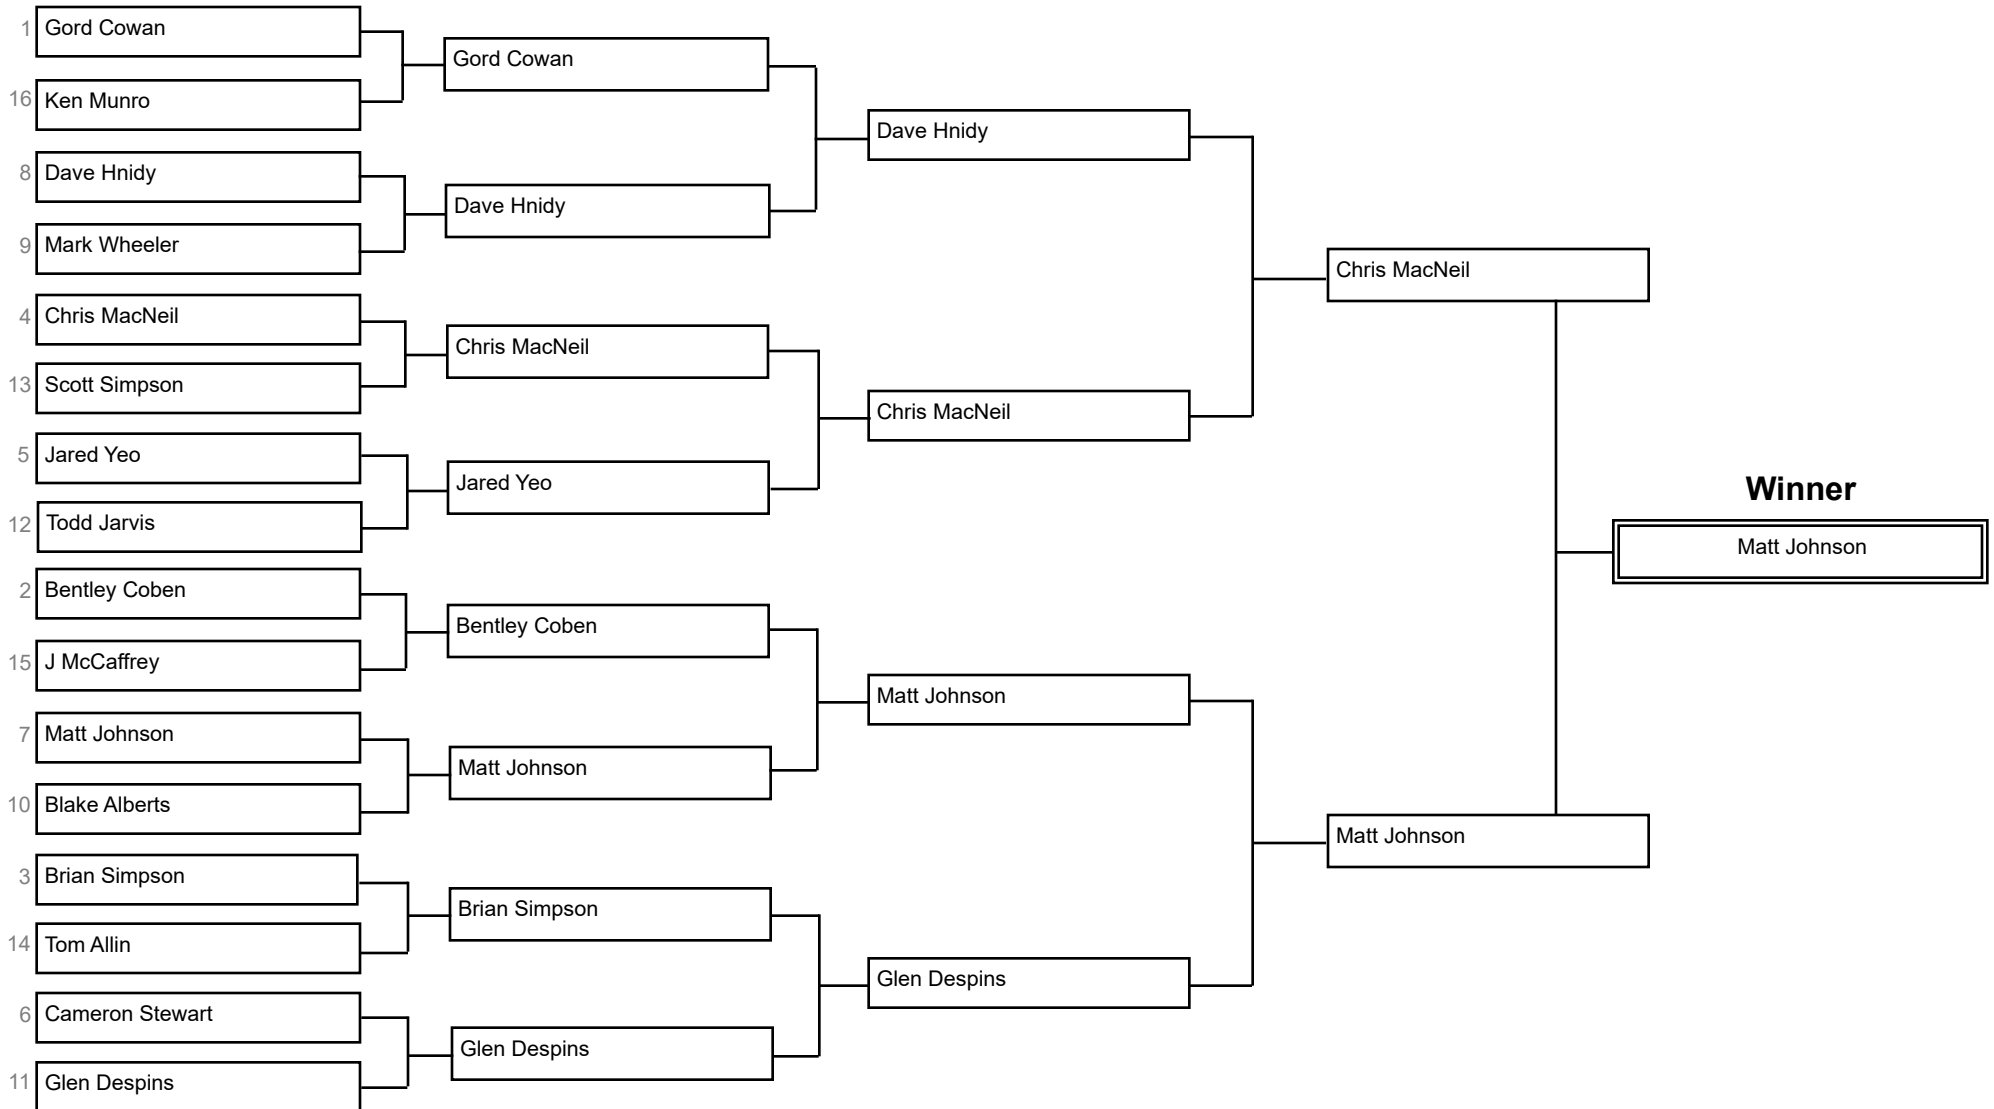 1 Gord Cowan
16 Ken Munro
8 Dave Hnidy
9 Mark Wheeler
4 Chris MacNeil
13 Scott Simpson
5 Jared Yeo
12 Todd Jarvis
2 Bentley Coben
15 J McCaffrey
7 Matt Johnson
10 Blake Alberts
3 Brian Simpson
14 Tom Allin
6 Cameron Stewart
11 Glen Despins
Gord Cowan
Dave Hnidy
Chris MacNeil
Jared Yeo
Bentley Coben
Matt Johnson
Brian Simpson
Glen Despins
Dave Hnidy
Chris MacNeil
Matt Johnson
Glen Despins
Chris MacNeil
Matt Johnson
Winner
Matt Johnson